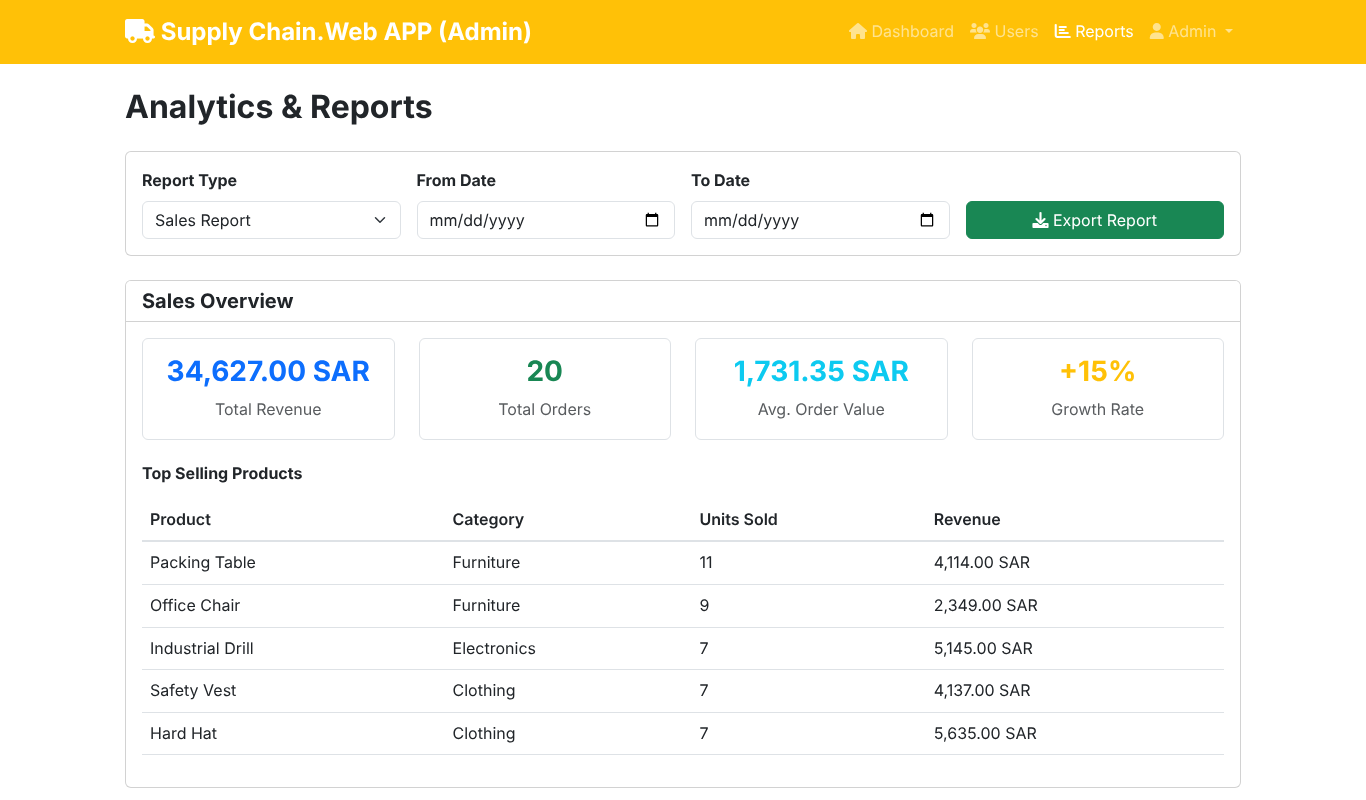 Supply Chain.Web APP (Admin)
Dashboard
Users
Reports
Admin
Analytics & Reports
Report Type
From Date
To Date
Sales Report
mm/dd/yyyy
mm/dd/yyyy
Export Report
Sales Overview
34,627.00 SAR
Total Revenue
20
Total Orders
1,731.35 SAR
Avg. Order Value
+15%
Growth Rate
Top Selling Products
Product Category Units Sold Revenue
Packing Table Furniture 11 4,114.00 SAR
Office Chair Furniture 9 2,349.00 SAR
Industrial Drill Electronics 7 5,145.00 SAR
Safety Vest Clothing 7 4,137.00 SAR
Hard Hat Clothing 7 5,635.00 SAR